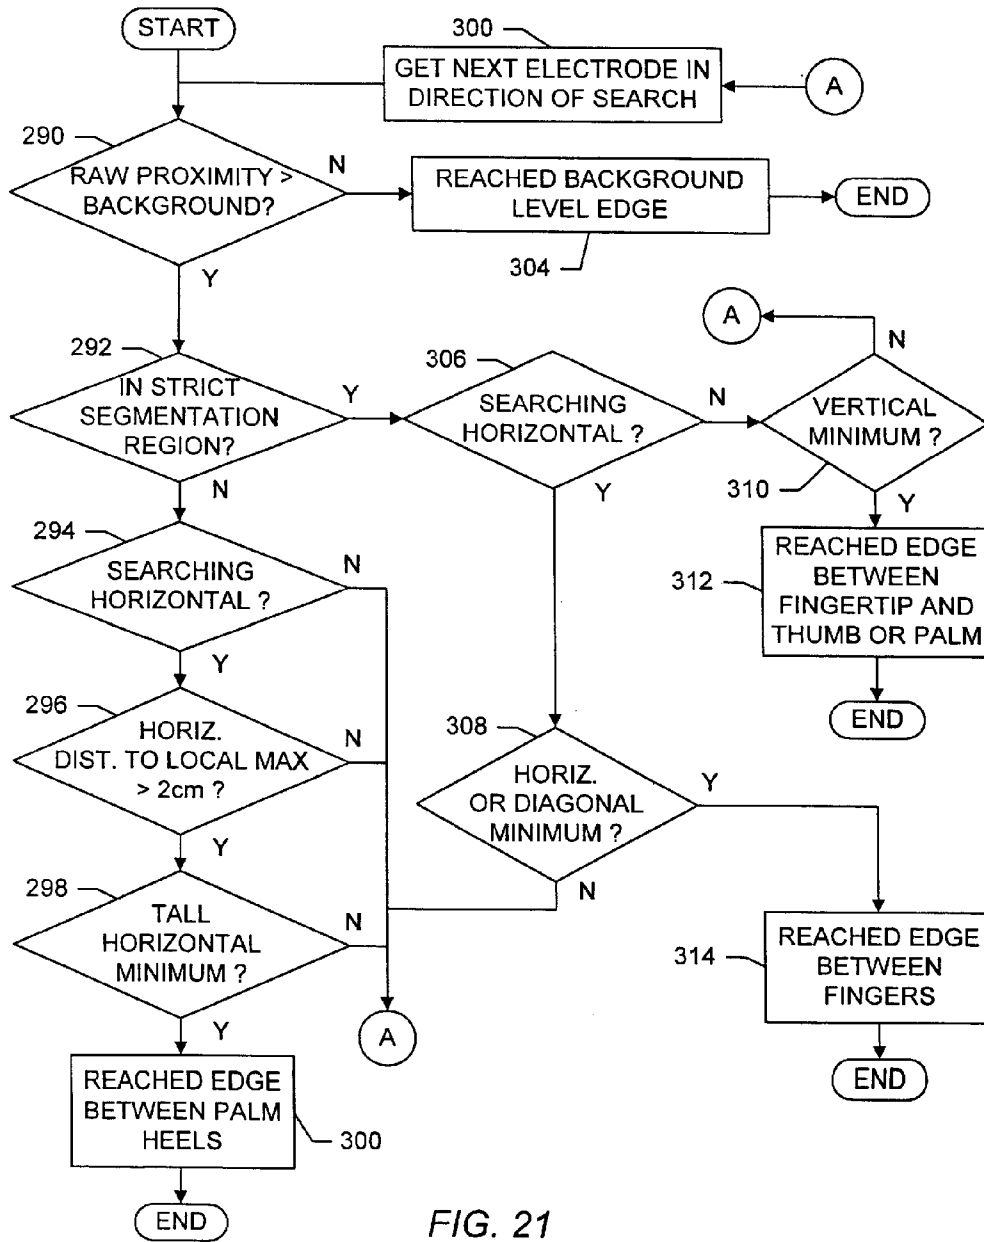 START
300
GET NEXT ELECTRODE IN
DIRECTION OF SEARCH
A
290
RAW PROXIMITY >
BACKGROUND?
N
REACHED BACKGROUND
LEVEL EDGE
304
END
Y
A
292
IN STRICT
SEGMENTATION
REGION?
Y
306
SEARCHING
HORIZONTAL ?
N
N
VERTICAL
MINIMUM ?
310
N
Y
Y
294
SEARCHING
HORIZONTAL ?
N
312
REACHED EDGE
BETWEEN
FINGERTIP AND
THUMB OR PALM
Y
END
296
HORIZ.
DIST. TO LOCAL MAX
> 2cm ?
N
308
HORIZ.
OR DIAGONAL
MINIMUM ?
Y
Y
N
298
TALL
HORIZONTAL
MINIMUM ?
N
314
REACHED EDGE
BETWEEN
FINGERS
Y
A
END
REACHED EDGE
BETWEEN PALM
HEELS
300
END
FIG. 21